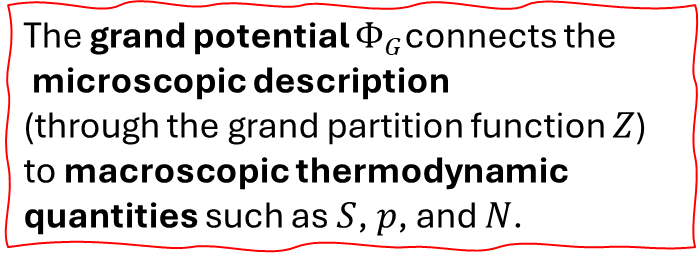 The grand potential Φ_G connects the
microscopic description
(through the grand partition function Z)
to macroscopic thermodynamic
quantities such as S, p, and N.